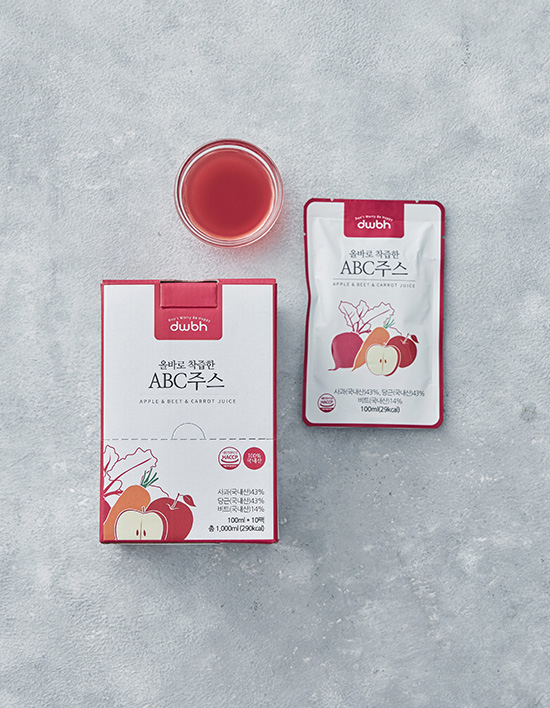 Don't Worry Be Happy
dwbh
올바로 착즙한
ABC주스
APPLE & BEET & CARROT JUICE
HACCP
100%
국내산
사과(국내산)43%
당근(국내산)43%
비트(국내산)14%
100ml × 10팩
총 1,000ml (290kcal)
Don't Worry Be Happy
dwbh
올바로 착즙한
ABC주스
APPLE & BEET & CARROT JUICE
사과(국내산)43%, 당근(국내산)43%
비트(국내산)14%
100ml(29kcal)
HACCP